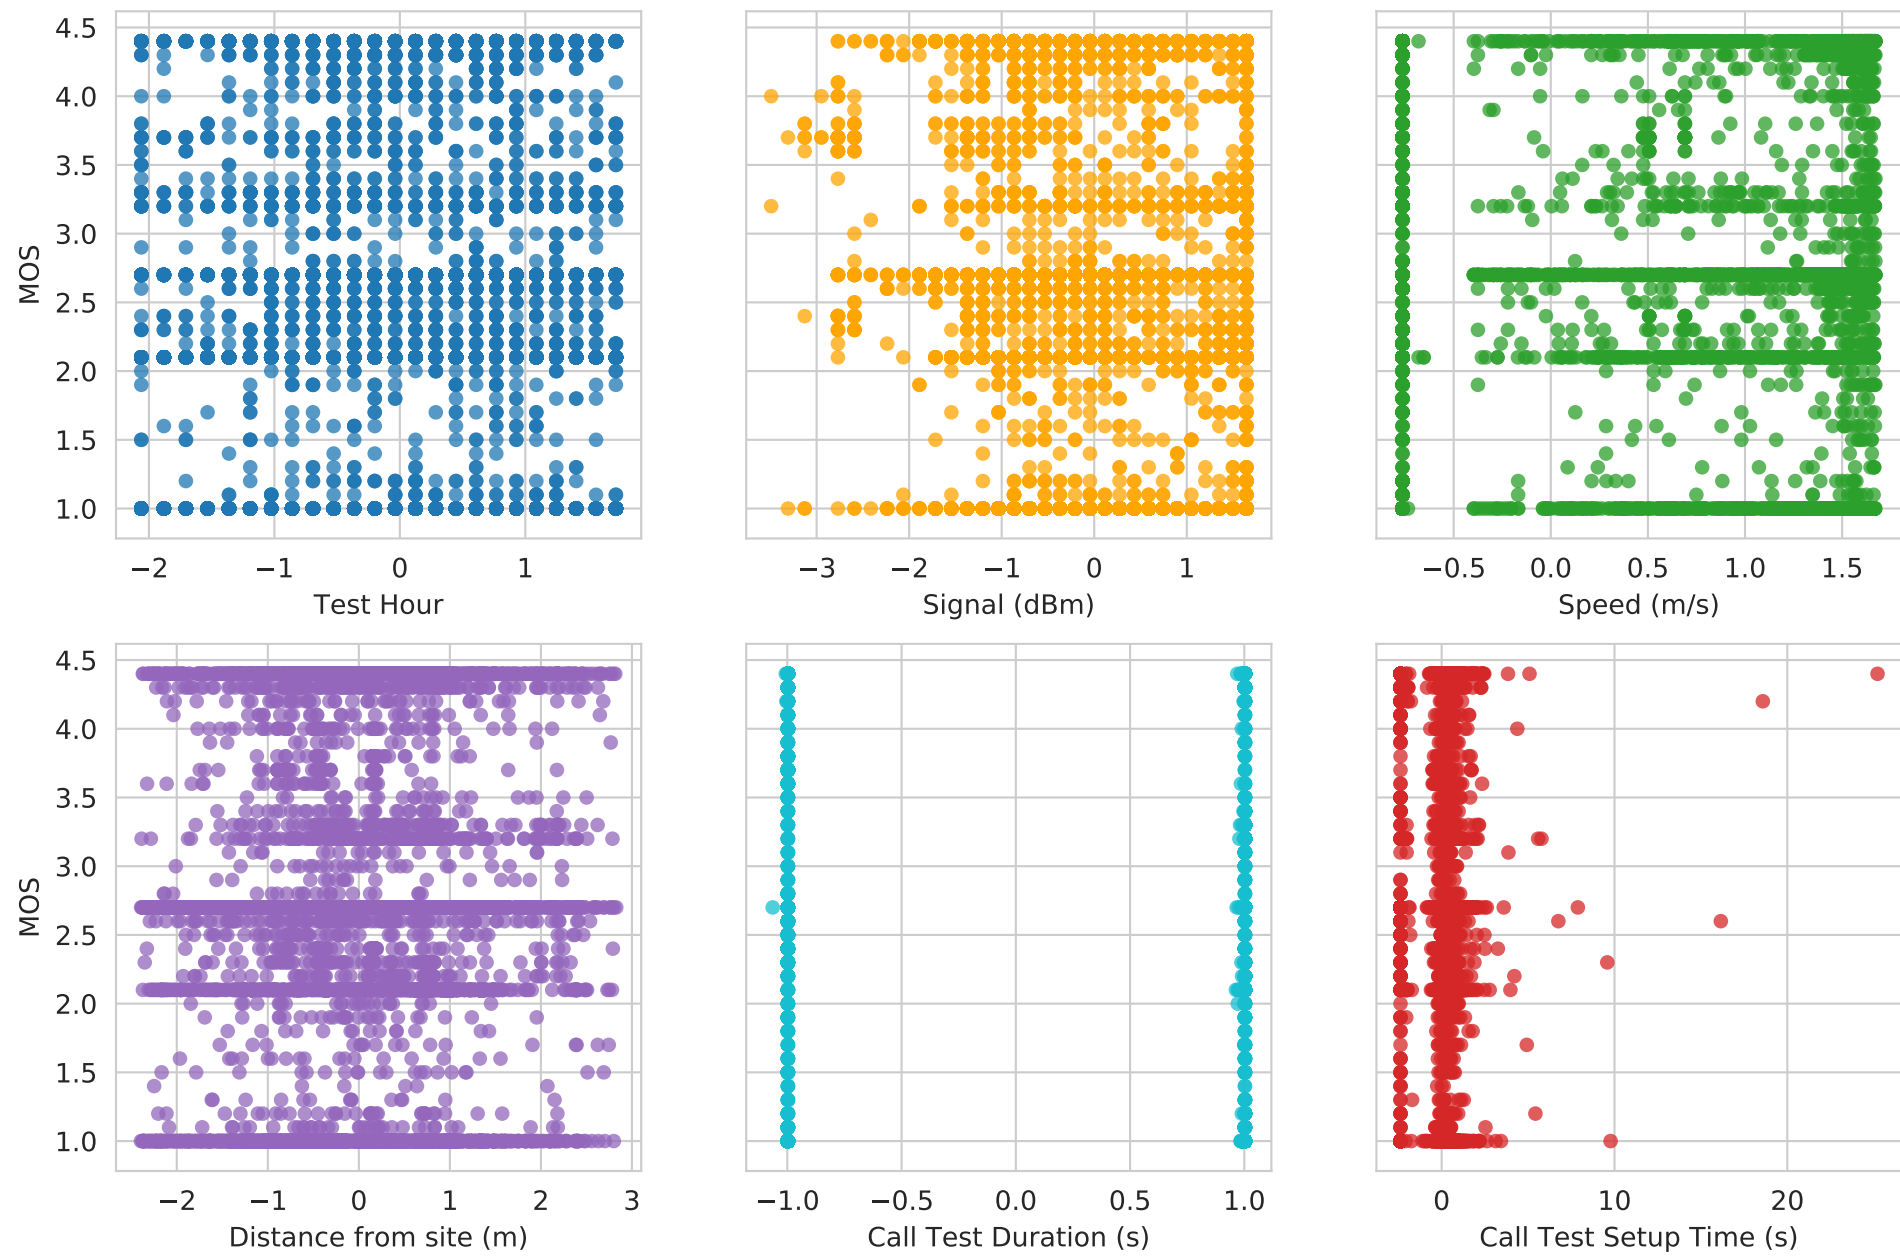 4.5
4.0
3.5
3.0
2.5
2.0
1.5
1.0
MOS
−2 −1 0 1
Test Hour
−3 −2 −1 0 1
Signal (dBm)
−0.5 0.0 0.5 1.0 1.5
Speed (m/s)
4.5
4.0
3.5
3.0
2.5
2.0
1.5
1.0
MOS
−2 −1 0 1 2 3
Distance from site (m)
−1.0 −0.5 0.0 0.5 1.0
Call Test Duration (s)
0 10 20
Call Test Setup Time (s)